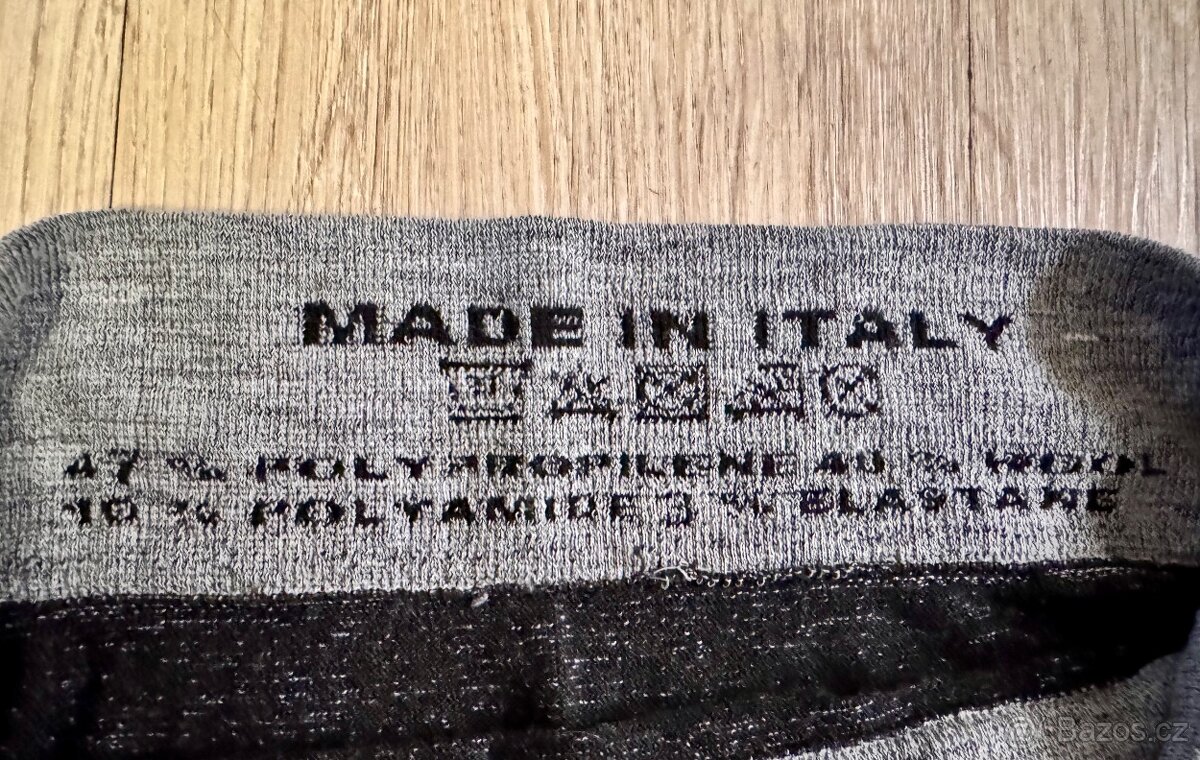 MADE IN ITALY
47 % POLYPROPILENE 40 % WOOL
10 % POLYAMIDE 3 % ELASTANE
Bazos.cz